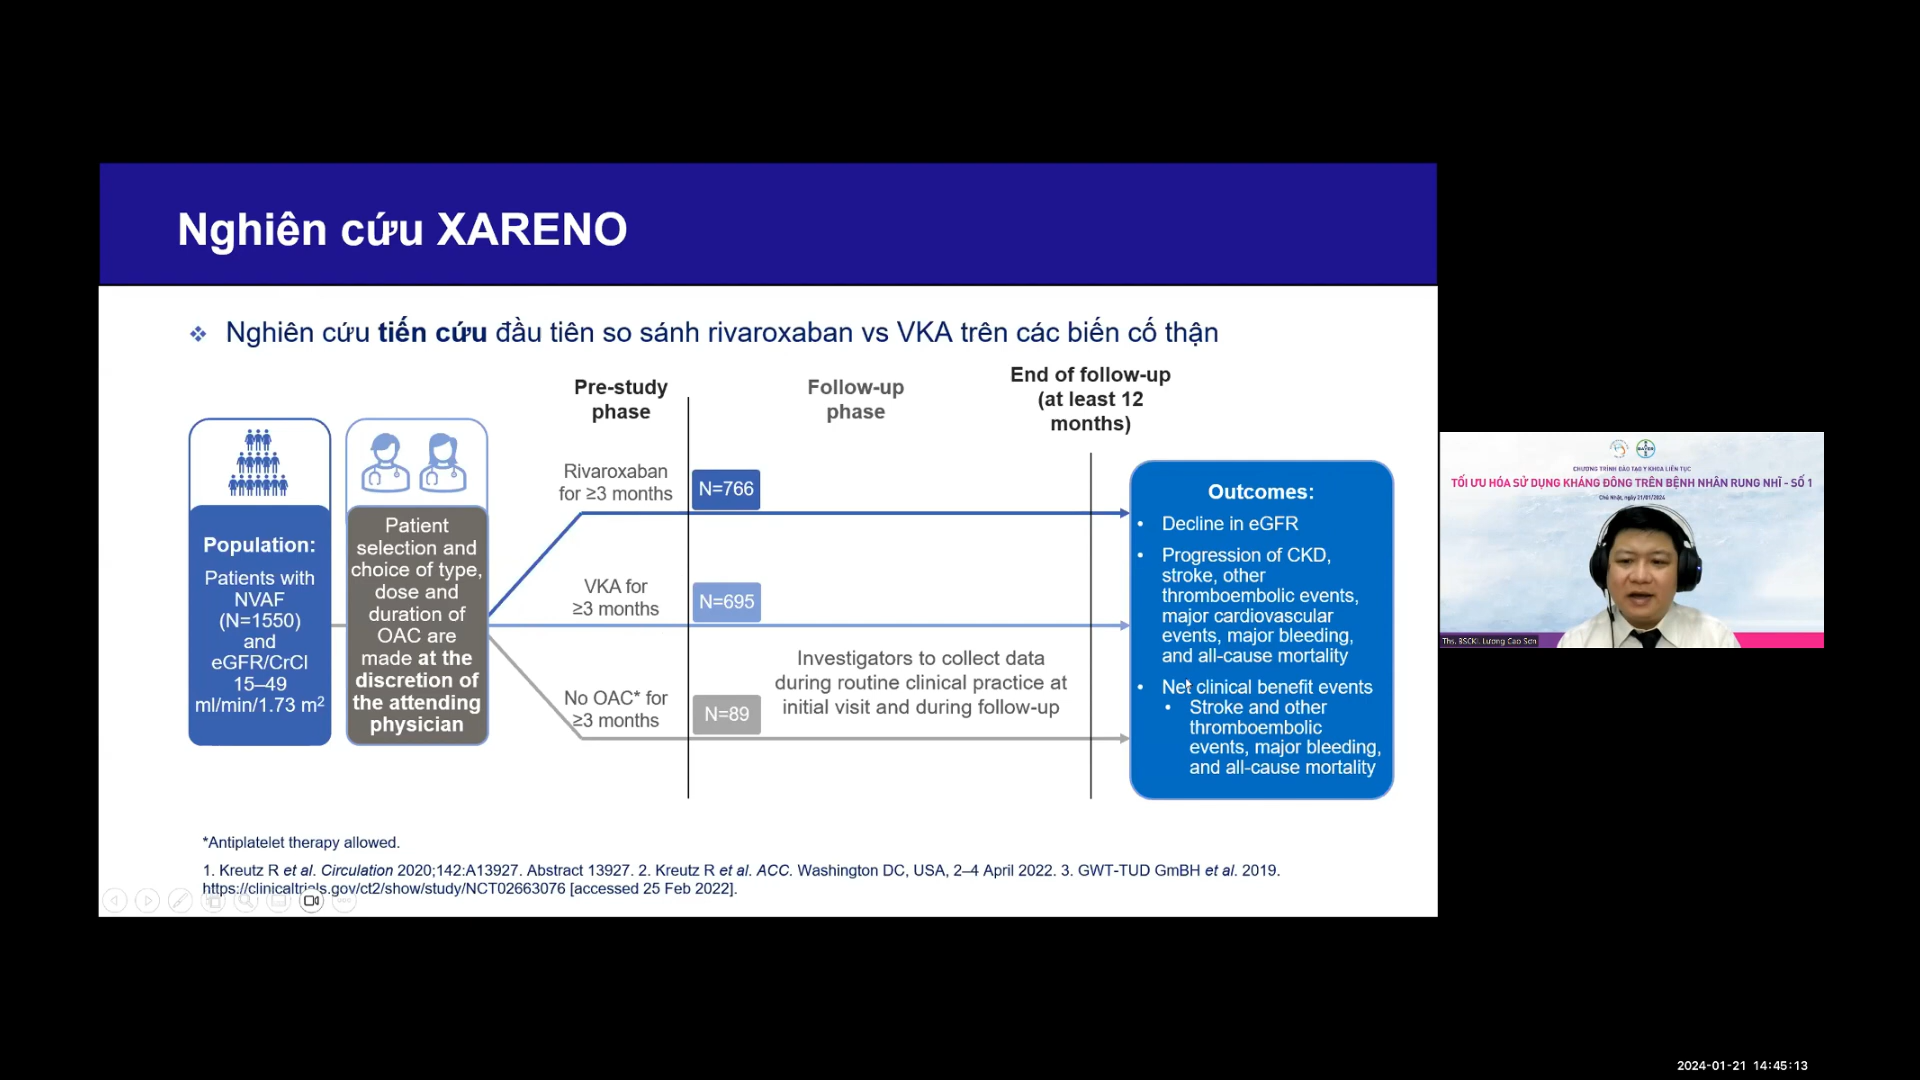 Nghiên cứu XARENO
Nghiên cứu tiến cứu đầu tiên so sánh rivaroxaban vs VKA trên các biến cố thận
Pre-study
phase
Follow-up
phase
End of follow-up
(at least 12
months)
Population:
Patients with
NVAF
(N=1550)
and
eGFR/CrCl
15–49
ml/min/1.73 m²
Patient
selection and
choice of type,
dose and
duration of
OAC are
made at the
discretion of
the attending
physician
Rivaroxaban
for ≥3 months
N=766
VKA for
≥3 months
N=695
No OAC* for
≥3 months
N=89
Investigators to collect data
during routine clinical practice at
initial visit and during follow-up
Outcomes:
• Decline in eGFR
• Progression of CKD,
stroke, other
thromboembolic events,
major cardiovascular
events, major bleeding,
and all-cause mortality
• Net clinical benefit events
• Stroke and other
thromboembolic
events, major bleeding,
and all-cause mortality
*Antiplatelet therapy allowed.
1. Kreutz R et al. Circulation 2020;142:A13927. Abstract 13927. 2. Kreutz R et al. ACC. Washington DC, USA, 2–4 April 2022. 3. GWT-TUD GmBH et al. 2019.
https://clinicaltrials.gov/ct2/show/study/NCT02663076 [accessed 25 Feb 2022].
CHƯƠNG TRÌNH ĐÀO TẠO Y KHOA LIÊN TỤC
TỐI ƯU HÓA SỬ DỤNG KHÁNG ĐÔNG TRÊN BỆNH NHÂN RUNG NHĨ - SỐ 1
Chủ Nhật, ngày 21/01/2024
Ths. BSCKI. Lương Cao Sơn
2024-01-21 14:45:13